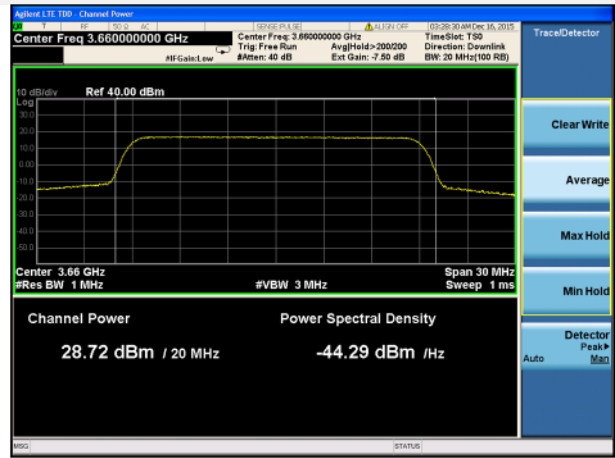 Agilent LTE TDD - Channel Power
T RF 50 Ω AC SENSE:PULSE ALIGN OFF 03:28:30 AM Dec 16, 2015
Center Freq 3.660000000 GHz Center Freq: 3.660000000 GHz TimeSlot: TS0
Trig: Free Run Avg|Hold:>200/200 Direction: Downlink
#IFGain:Low #Atten: 40 dB Ext Gain: -7.50 dB BW: 20 MHz(100 RB)
Trace/Detector
10 dB/div Ref 40.00 dBm
Log
30.0
20.0
10.0
0.00
-10.0
-20.0
-30.0
-40.0
-50.0
Center 3.66 GHz Span 30 MHz
#Res BW 1 MHz #VBW 3 MHz Sweep 1 ms
Channel Power Power Spectral Density
28.72 dBm / 20 MHz -44.29 dBm /Hz
Clear Write
Average
Max Hold
Min Hold
Detector
Peak▶
Auto Man
MSG STATUS